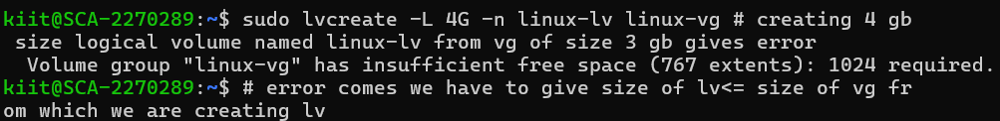 kiit@SCA-2270289:~$ sudo lvcreate -L 4G -n linux-lv linux-vg # creating 4 gb
 size logical volume named linux-lv from vg of size 3 gb gives error
  Volume group "linux-vg" has insufficient free space (767 extents): 1024 required.
kiit@SCA-2270289:~$ # error comes we have to give size of lv<= size of vg fr
om which we are creating lv